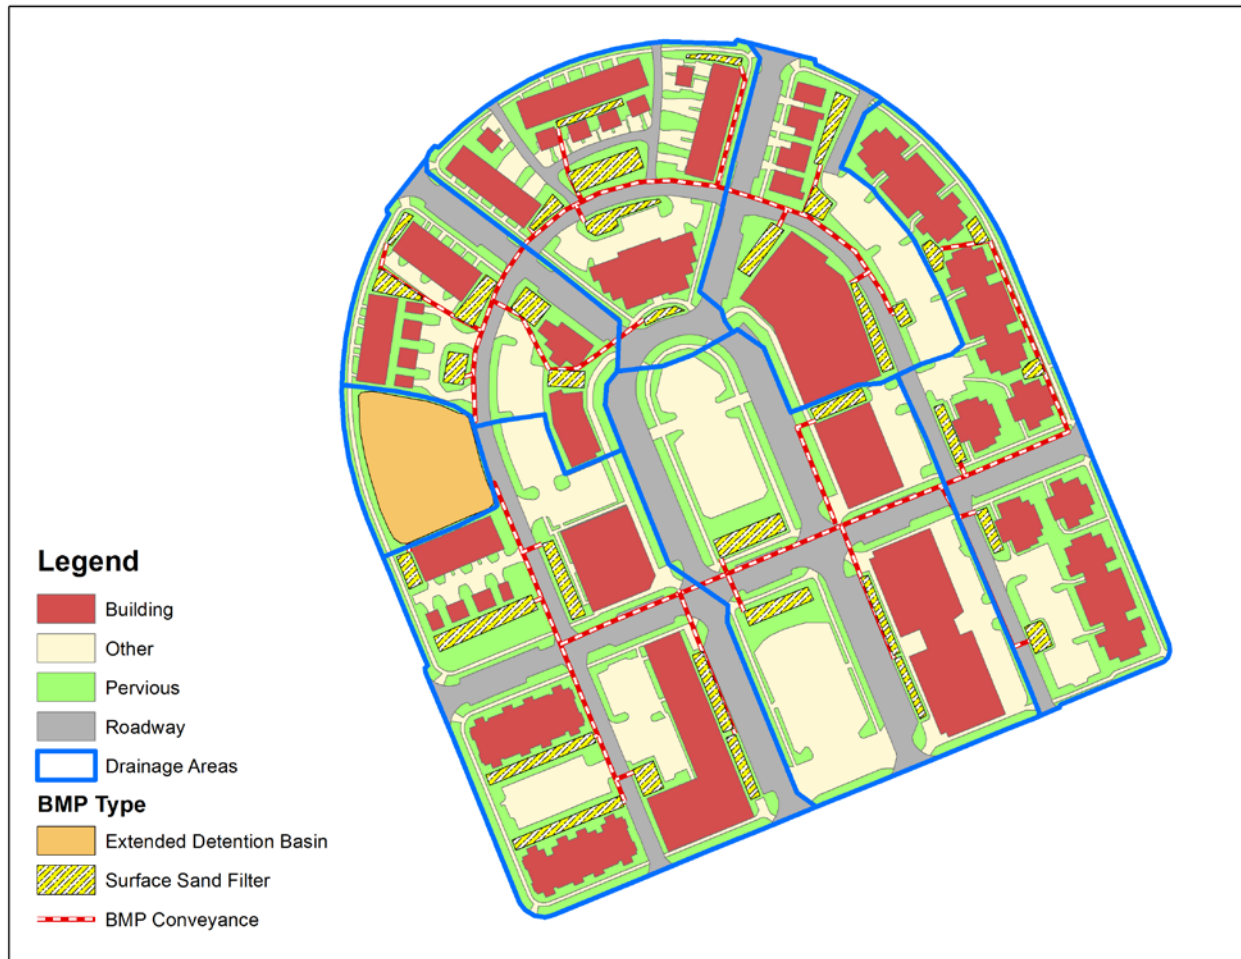 Legend
Building
Other
Pervious
Roadway
Drainage Areas
BMP Type
Extended Detention Basin
Surface Sand Filter
BMP Conveyance